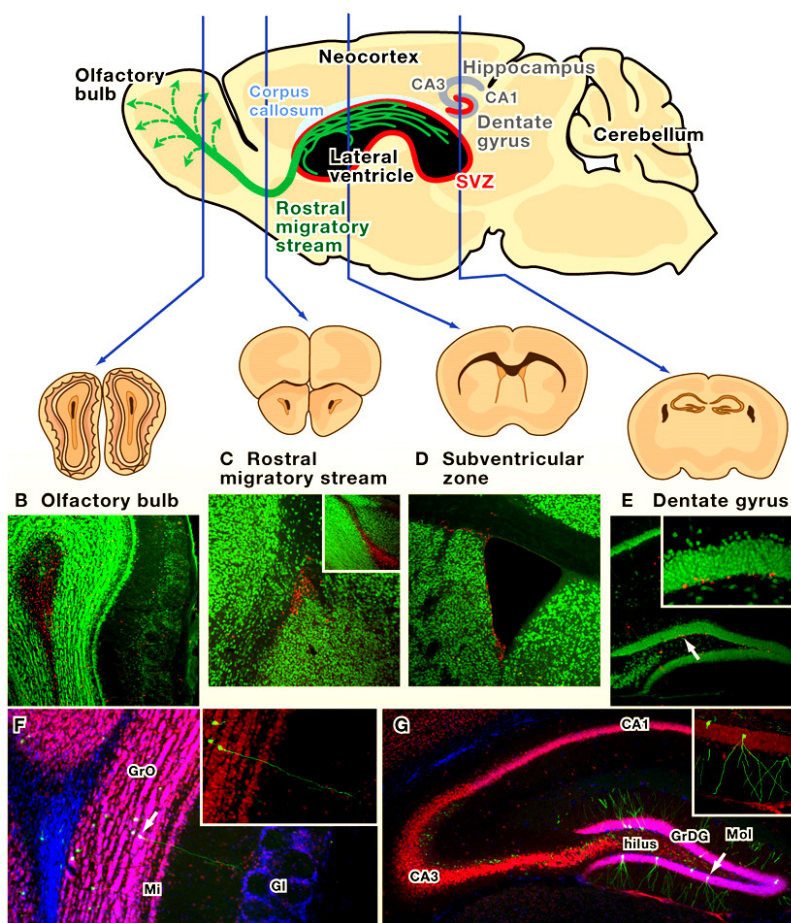 Neocortex
Olfactory
bulb
Corpus
callosum
Hippocampus
CA3
CA1
Dentate
gyrus
Cerebellum
Lateral
ventricle
SVZ
Rostral
migratory
stream
C Rostral
migratory stream
D Subventricular
zone
B Olfactory bulb
E Dentate gyrus
F
GrO
Mi
Gl
G
CA1
CA3
hilus
GrDG
Mol